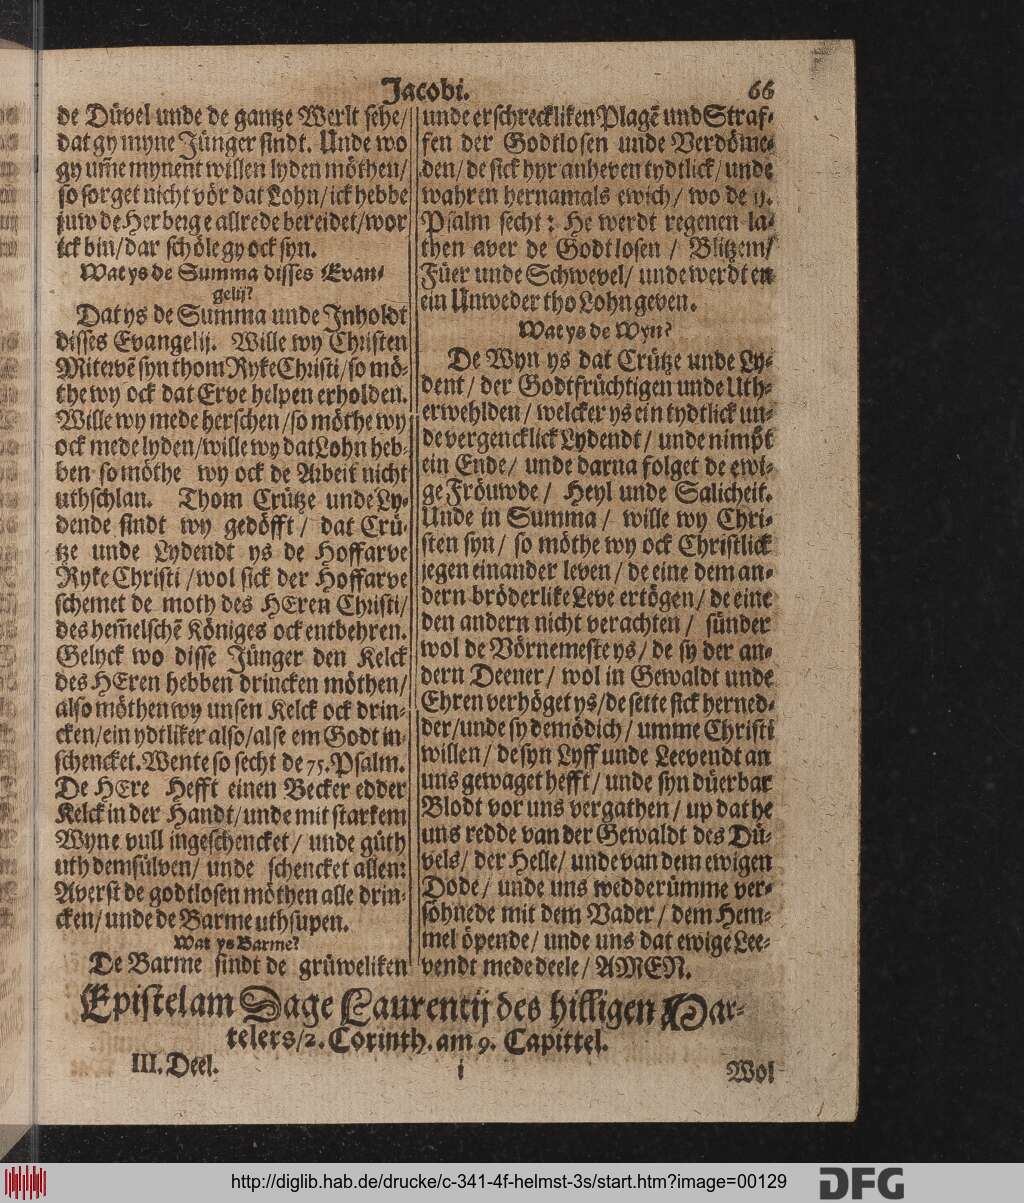 Jacobi. 66
de Düvel unde de gantze Werlt sehe/
dat gy myne Jünger sindt. Unde wo
gy um̃e mynent willen lyden möthen/
so sorget nicht vör dat Lohn/ ick hebbe
juw de Herberge allrede bereidet/wor
ick bin/dar schöle gy ock syn.
Wat ys de Summa disses Evan/
gelij?
Dat ys de Summa unde Jnholdt
disses Evangelij. Wille wy Christen
Mitervẽ syn thom Ryke Christi/so mö-
the wy ock dat Erve helpen erholden.
Wille wy mede herschen/so möthe wy
ock mede lyden/wille wy dat Lohn heb-
ben so möthe wy ock de Arbeit nicht
uthschlan. Thom Crütze unde Ly-
dende sindt wy gedöfft/ dat Crü-
tze unde Lydendt ys de Hoffarve
Ryke Christi/wol sick der Hoffarve
schemet de moth des HEren Christi/
des hem̃elschẽ Königes ock entbehren.
Gelyck wo disse Jünger den Kelck
des HEren hebben drincken möthen/
also möthen wy unsen Kelck ock drin-
cken/ein ydtliker also/alse em Godt in-
schencket. Wente so secht de 75. Psalm.
De HEre Hefft einen Becker edder
Kelck in der Handt/unde mit starkem
Wyne vull ingeschencket/ unde güth
uth demsülven/ unde schencket allen:
Averst de godtlosen möthen alle drin-
cken/unde de Barme uthsupen.
Wat ys Barme?
De Barme sindt de grüweliken
unde erschreckliken Plagẽ und Straf-
fen der Godtlosen unde Verdöme-
den/de sick hyr anheven tydtlick/unde
wahren hernamals ewich/ wo de 11.
Psalm secht: He werdt regenen la-
then aver de Godtlosen / Blitzem/
Füer unde Schwevel/ unde werdt en
ein Unweder tho Lohn geven.
Wat ys de Wyn?
De Wyn ys dat Crütze unde Ly-
dent/ der Godtfrüchtigen unde Uth-
erwehlden/ welcker ys ein tydtlick un-
de vergencklick Lydendt/ unde nimpt
ein Ende/ unde darna folget de ewi-
ge Fröuwde/ Heyl unde Salicheit.
Unde in Summa/ wille wy Chri-
sten syn/ so möthe wy ock Christlick
jegen einander leven/ de eine dem an-
dern bröderlike Leve ertögen/ de eine
den andern nicht verachten/ sünder
wol de Vörnemeste ys/ de sy der an-
dern Deener/ wol in Gewaldt unde
Ehren verhöget ys/de sette sick herned-
der/unde sy demödich/ umme Christi
willen/ de syn Lyff unde Leevendt an
uns gewaget hefft/ unde syn düerbar
Blodt vor uns vergathen/ up dat he
uns redde van der Gewaldt des Dü-
vels/ der Helle/ unde van dem ewigen
Dode/ unde uns wedderümme ver-
söhnede mit dem Vader/ dem Hem-
mel öpende/ unde uns dat ewige Lee-
vendt mede deele/ AMEN.
Epistel am Dage Laurentij des hilligen Mar-
telers/2. Corinth. am 9. Capittel.
III. Deel. i Wol
http://diglib.hab.de/drucke/c-341-4f-helmst-3s/start.htm?image=00129
DFG